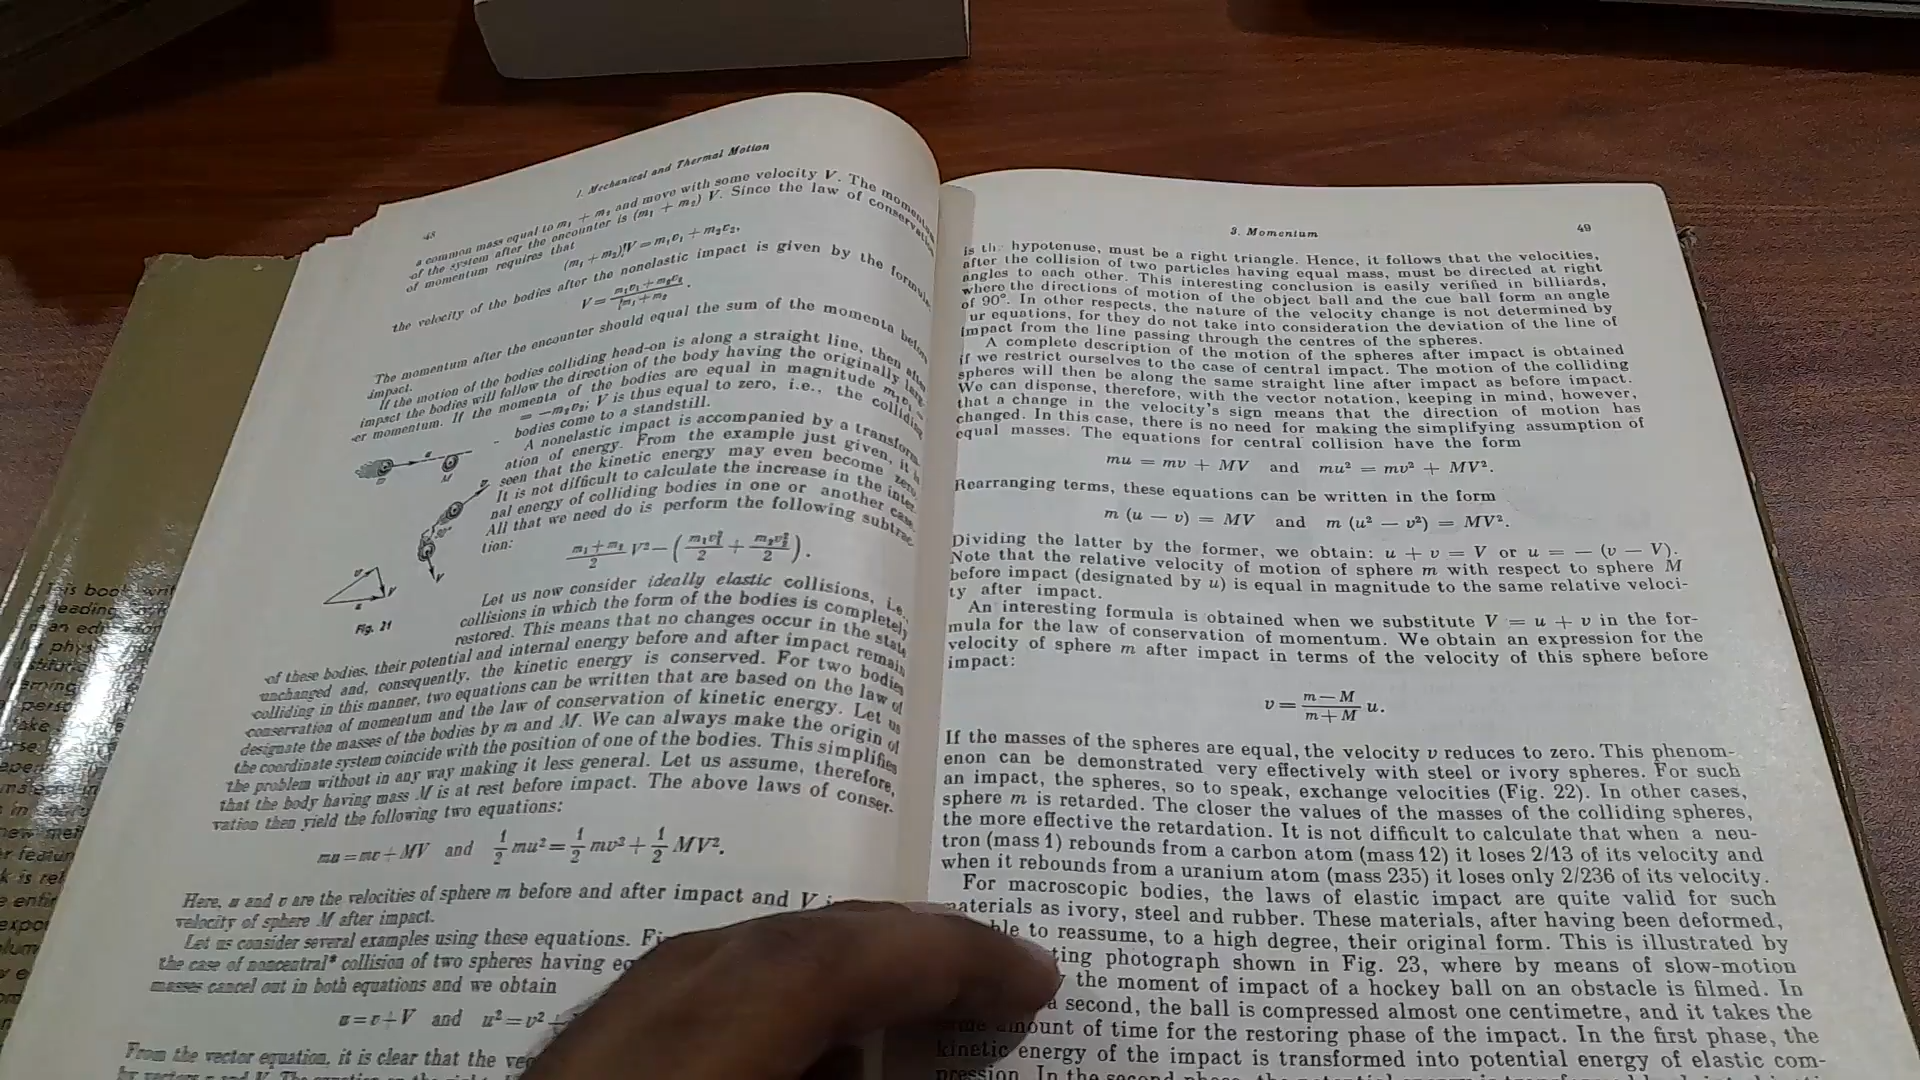 1. Mechanical and Thermal Motion
48
a common mass equal to m₁ + m₂ and move with some velocity V. The momentum
of the system after the encounter is (m₁ + m₂) V. Since the law of conservation
of momentum requires that
(m₁ + m₂) V = m₁v₁ + m₂v₂,
the velocity of the bodies after the nonelastic impact is given by the formula
V = m₁v₁ + m₂v₂ / m₁ + m₂ .
The momentum after the encounter should equal the sum of the momenta before
impact.
If the motion of the bodies colliding head-on is along a straight line, then after
impact the bodies will follow the direction of the body having the originally
er momentum. If the momenta of the bodies are equal in magnitude m₁v₁ =
= —m₂v₂, V is thus equal to zero, i.e., the colliding
bodies come to a standstill.
A nonelastic impact is accompanied by a transform-
ation of energy. From the example just given, it is
seen that the kinetic energy may even become zero.
It is not difficult to calculate the increase in the inter-
nal energy of colliding bodies in one or another case.
All that we need do is perform the following subtrac-
tion:
m₁ + m₂ / 2 V² — ( m₁v₁² / 2 + m₂v₂² / 2 ) .
u
M
v
90°
V
v
V
u
Fig. 21
Let us now consider ideally elastic collisions, i.e.,
collisions in which the form of the bodies is completely
restored. This means that no changes occur in the state
of these bodies, their potential and internal energy before and after impact remain
unchanged and, consequently, the kinetic energy is conserved. For two bodies
colliding in this manner, two equations can be written that are based on the law of
conservation of momentum and the law of conservation of kinetic energy. Let us
designate the masses of the bodies by m and M. We can always make the origin of
the coordinate system coincide with the position of one of the bodies. This simplifies
the problem without in any way making it less general. Let us assume, therefore,
that the body having mass M is at rest before impact. The above laws of conser-
vation then yield the following two equations:
mu = mv + MV and 1/2 mu² = 1/2 mv² + 1/2 MV².
Here, u and v are the velocities of sphere m before and after impact and V
velocity of sphere M after impact.
Let us consider several examples using these equations.
the case of noncentral* collision of two spheres having
masses cancel out in both equations and we obtain
u = v + V and u² = v² +
From the vector equation, it is clear that the
3. Momentum
49
is the hypotenuse, must be a right triangle. Hence, it follows that the velocities,
after the collision of two particles having equal mass, must be directed at right
angles to each other. This interesting conclusion is easily verified in billiards,
where the directions of motion of the object ball and the cue ball form an angle
of 90°. In other respects, the nature of the velocity change is not determined by
ur equations, for they do not take into consideration the deviation of the line of
impact from the line passing through the centres of the spheres.
A complete description of the motion of the spheres after impact is obtained
if we restrict ourselves to the case of central impact. The motion of the colliding
spheres will then be along the same straight line after impact as before impact.
We can dispense, therefore, with the vector notation, keeping in mind, however,
that a change in the velocity's sign means that the direction of motion has
changed. In this case, there is no need for making the simplifying assumption of
equal masses. The equations for central collision have the form
mu = mv + MV and mu² = mv² + MV².
Rearranging terms, these equations can be written in the form
m (u — v) = MV and m (u² — v²) = MV².
Dividing the latter by the former, we obtain: u + v = V or u = — (v — V).
Note that the relative velocity of motion of sphere m with respect to sphere M
before impact (designated by u) is equal in magnitude to the same relative veloci-
ty after impact.
An interesting formula is obtained when we substitute V = u + v in the for-
mula for the law of conservation of momentum. We obtain an expression for the
velocity of sphere m after impact in terms of the velocity of this sphere before
impact:
v = m — M / m + M u.
If the masses of the spheres are equal, the velocity v reduces to zero. This phenom-
enon can be demonstrated very effectively with steel or ivory spheres. For such
an impact, the spheres, so to speak, exchange velocities (Fig. 22). In other cases,
sphere m is retarded. The closer the values of the masses of the colliding spheres,
the more effective the retardation. It is not difficult to calculate that when a neu-
tron (mass 1) rebounds from a carbon atom (mass 12) it loses 2/13 of its velocity and
when it rebounds from a uranium atom (mass 235) it loses only 2/236 of its velocity.
For macroscopic bodies, the laws of elastic impact are quite valid for such
materials as ivory, steel and rubber. These materials, after having been deformed,
ble to reassume, to a high degree, their original form. This is illustrated by
ting photograph shown in Fig. 23, where by means of slow-motion
the moment of impact of a hockey ball on an obstacle is filmed. In
a second, the ball is compressed almost one centimetre, and it takes the
same amount of time for the restoring phase of the impact. In the first phase, the
kinetic energy of the impact is transformed into potential energy of elastic com-